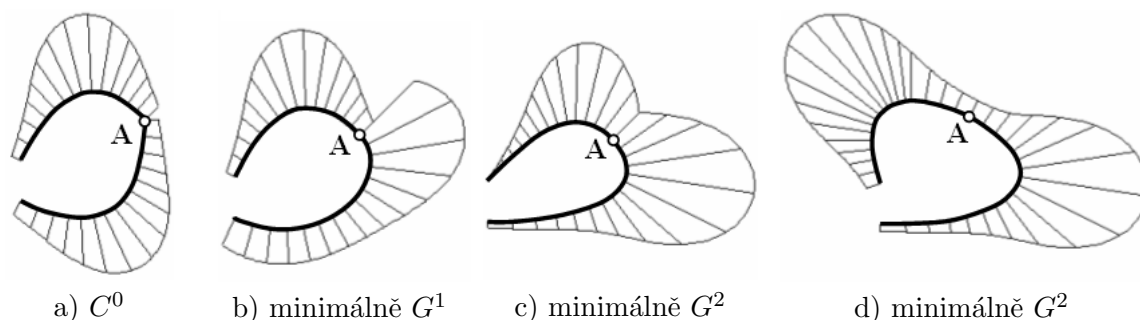 A
A
A
A
a) C⁰
b) minimálně G¹
c) minimálně G²
d) minimálně G²